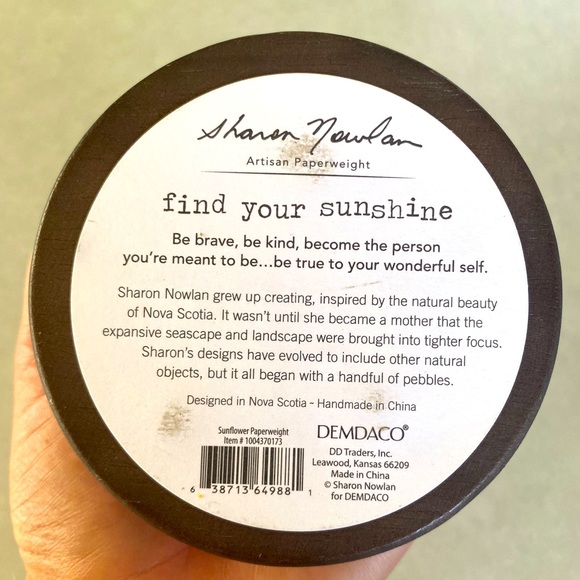 Sharon Nowlan
Artisan Paperweight
find your sunshine
Be brave, be kind, become the person
you're meant to be...be true to your wonderful self.
Sharon Nowlan grew up creating, inspired by the natural beauty
of Nova Scotia. It wasn't until she became a mother that the
expansive seascape and landscape were brought into tighter focus.
Sharon's designs have evolved to include other natural
objects, but it all began with a handful of pebbles.
Designed in Nova Scotia ~ Handmade in China
Sunflower Paperweight
Item # 1004370173
6 38713 64988 1
DEMDACO®
DD Traders, Inc.
Leawood, Kansas 66209
Made in China
© Sharon Nowlan
for DEMDACO